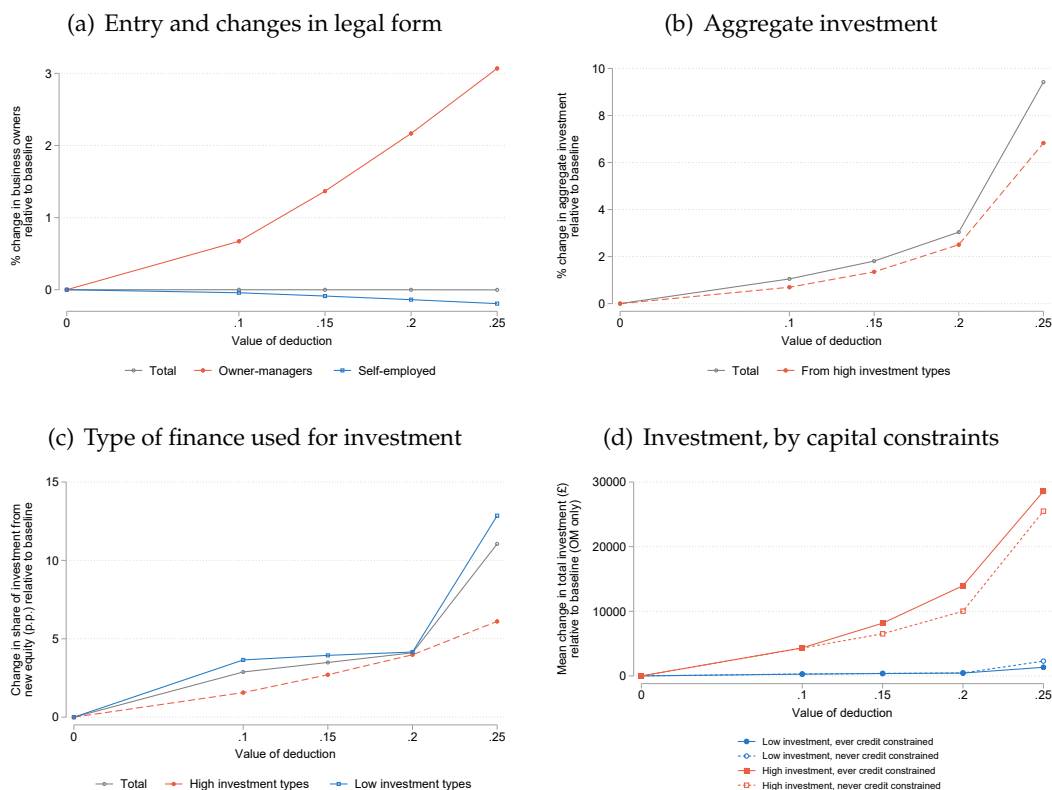 (a) Entry and changes in legal form
% change in business owners
relative to baseline
3
2
1
0
0
.1
.15
.2
.25
Value of deduction
Total
Owner-managers
Self-employed
(b) Aggregate investment
% change in aggregate investment
relative to baseline
10
8
6
4
2
0
0
.1
.15
.2
.25
Value of deduction
Total
From high investment types
(c) Type of finance used for investment
Change in share of investment from
new equity (p.p.) relative to baseline
15
10
5
0
0
.1
.15
.2
.25
Value of deduction
Total
High investment types
Low investment types
(d) Investment, by capital constraints
Mean change in total investment (£)
relative to baseline (OM only)
30000
20000
10000
0
0
.1
.15
.2
.25
Value of deduction
Low investment, ever credit constrained
Low investment, never credit constrained
High investment, ever credit constrained
High investment, never credit constrained